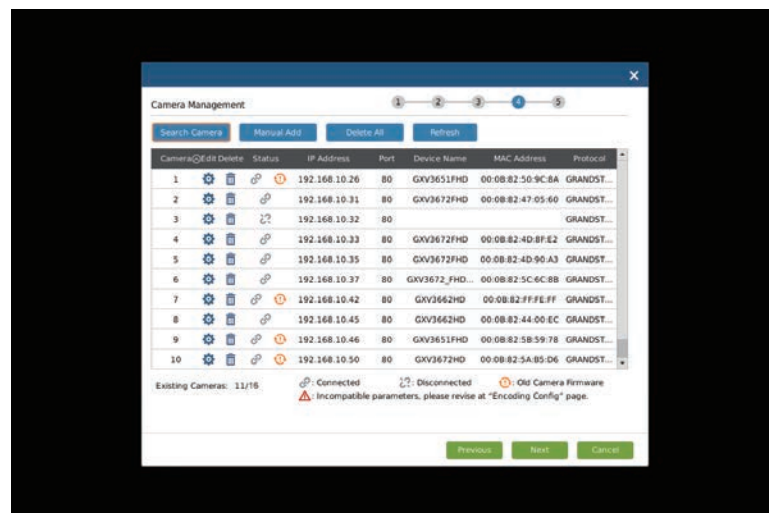 Camera Management 1 2 3 4 5
Search Camera Manual Add Delete All Refresh
Camera Edit Delete Status IP Address Port Device Name MAC Address Protocol
1 192.168.10.26 80 GXV3651FHD 00:0B:82:50:9C:8A GRANDST...
2 192.168.10.31 80 GXV3672FHD 00:0B:82:47:05:60 GRANDST...
3 192.168.10.32 80 GRANDST...
4 192.168.10.33 80 GXV3672FHD 00:0B:82:4D:8F:E2 GRANDST...
5 192.168.10.35 80 GXV3672FHD 00:0B:82:4D:90:A3 GRANDST...
6 192.168.10.37 80 GXV3672_FHD... 00:0B:82:5C:6C:8B GRANDST...
7 192.168.10.42 80 GXV3662HD 00:0B:82:FF:FE:FF GRANDST...
8 192.168.10.45 80 GXV3662HD 00:0B:82:44:00:EC GRANDST...
9 192.168.10.46 80 GXV3651FHD 00:0B:82:5B:59:78 GRANDST...
10 192.168.10.50 80 GXV3672HD 00:0B:82:5A:B5:D6 GRANDST...
Existing Cameras: 11/16 : Connected : Disconnected : Old Camera Firmware
: Incompatible parameters, please revise at "Encoding Config" page.
Previous Next Cancel